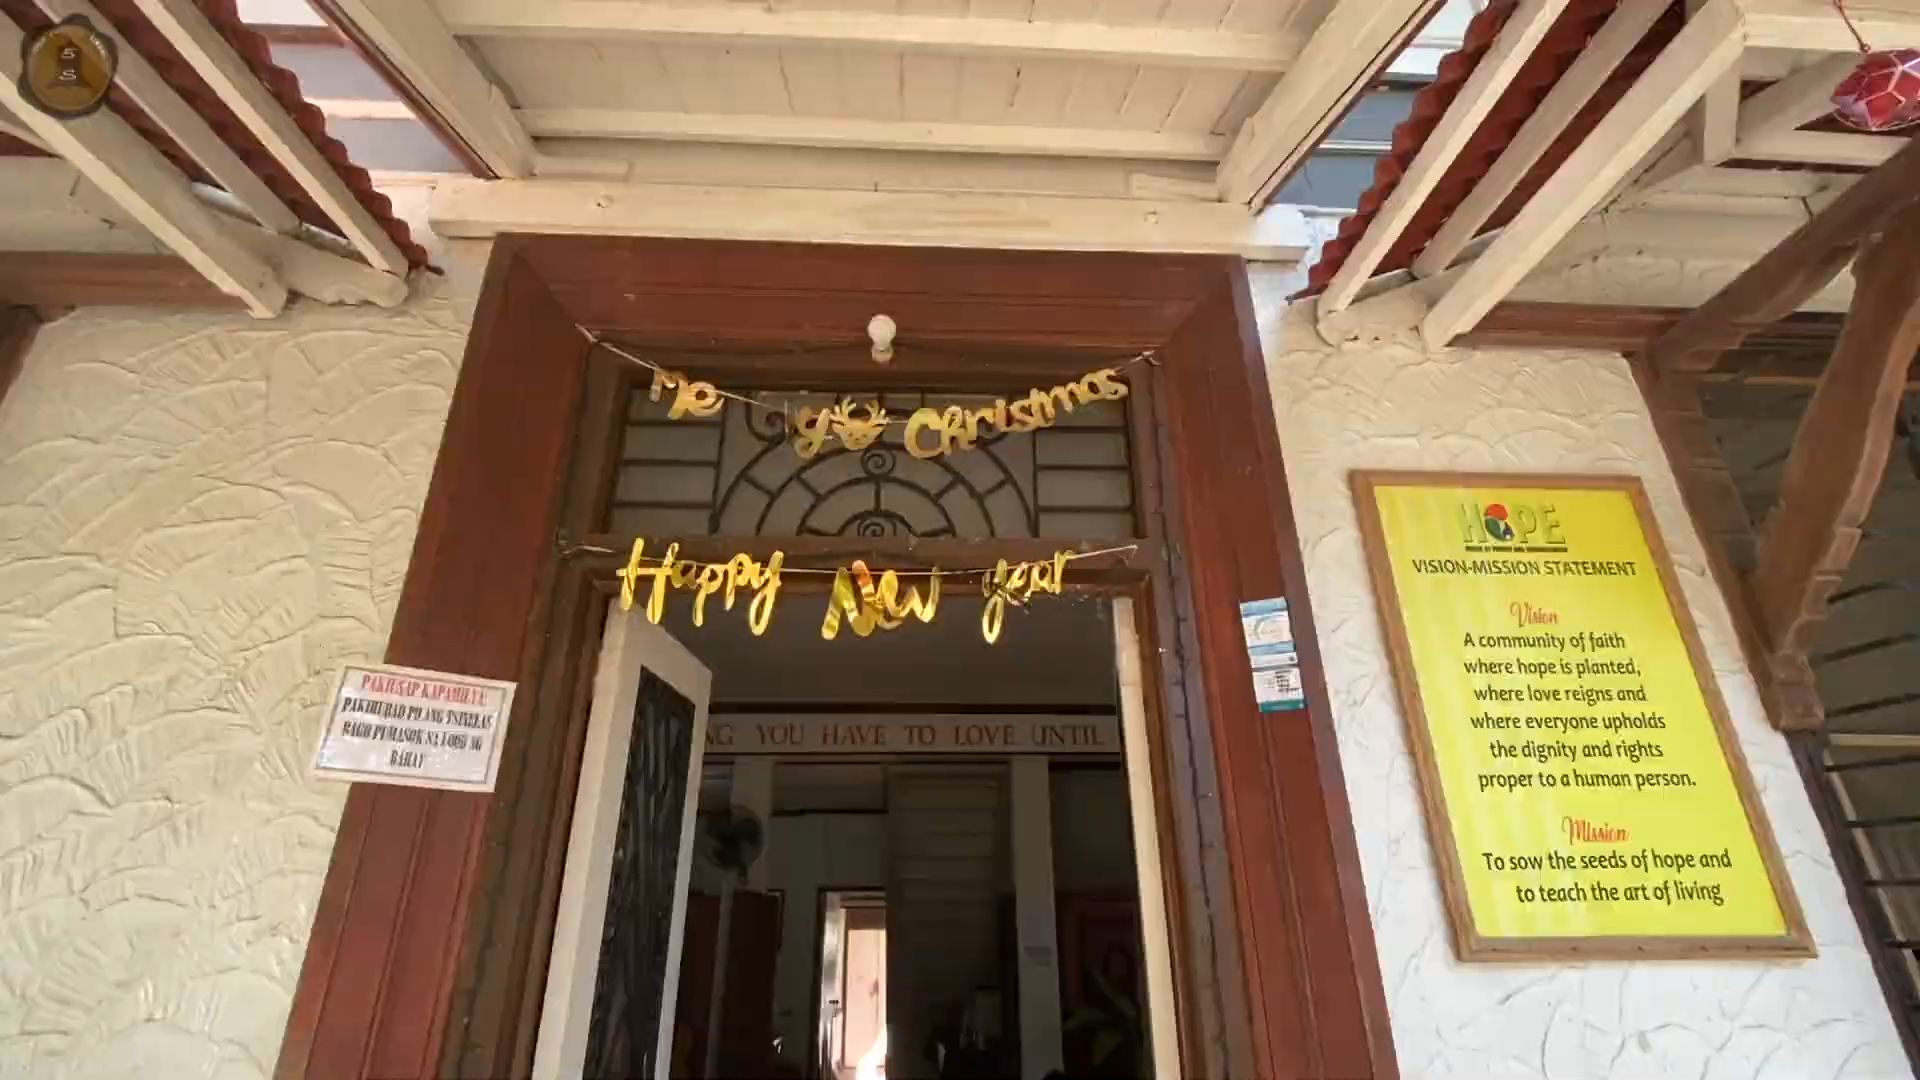 5
S
Me y Christmas
Happy New year
PAKIUSAP KAPAMILYA:
PAKIHUBAD PO ANG TSINELAS
BAGO PUMASOK SA LOOB NG
BAHAY
NG YOU HAVE TO LOVE UNTIL
HOPE
VISION-MISSION STATEMENT
Vision
A community of faith
where hope is planted,
where love reigns and
where everyone upholds
the dignity and rights
proper to a human person.
Mission
To sow the seeds of hope and
to teach the art of living